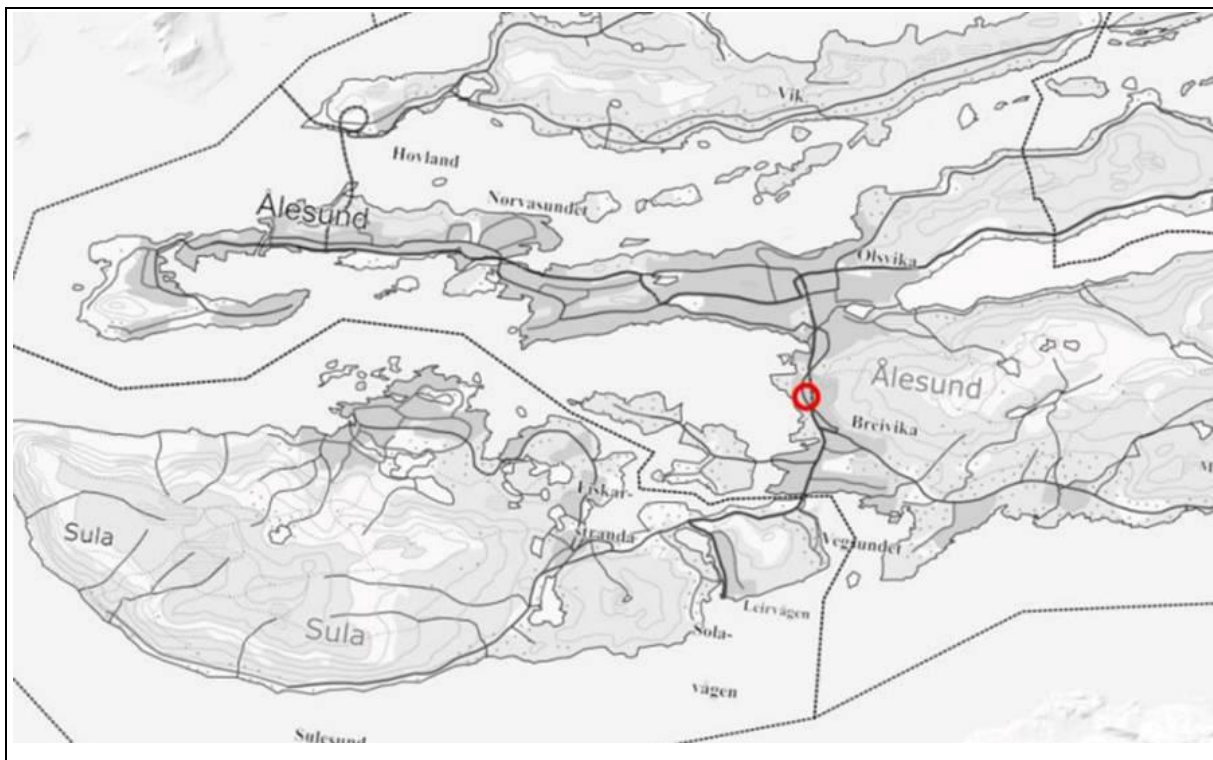 Vik
Hovland
Ålesund
Norvasundet
Olsvika
Ålesund
Breivika
Fiskar-
stranda
Vegsundet
Sula
Leirvågen
Sula
Sola-
vågen
Sulesund